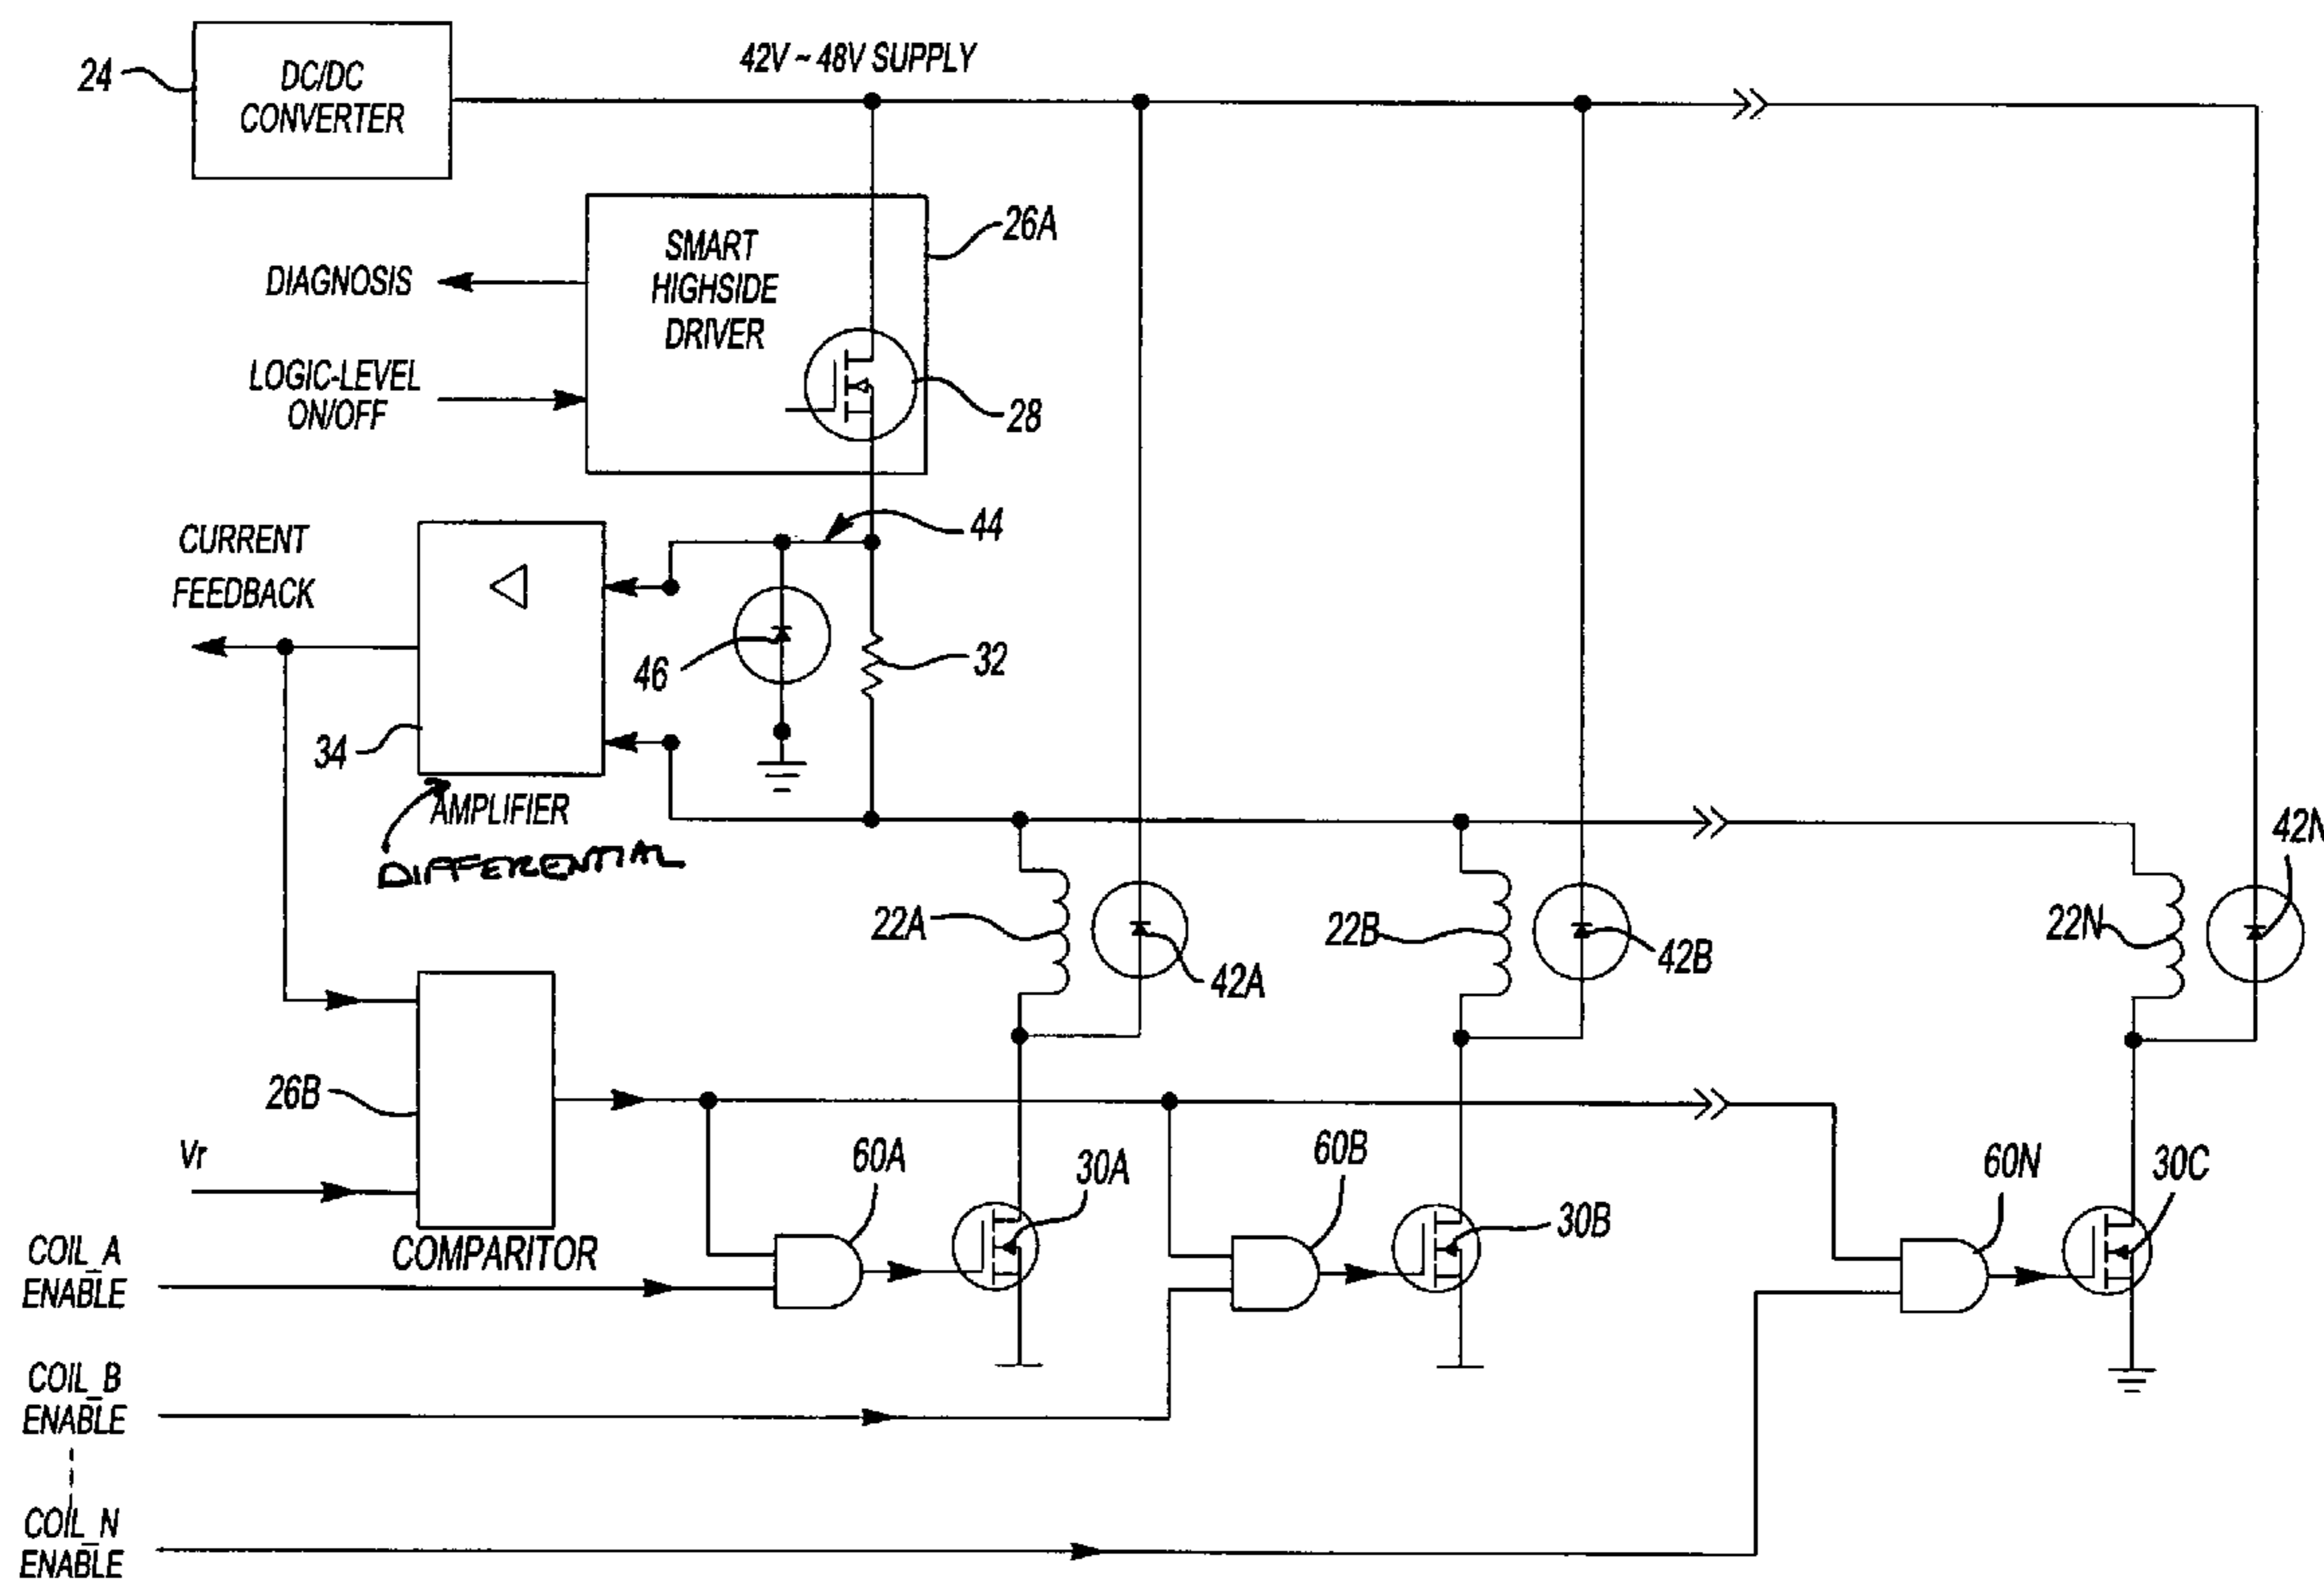 24
DC/DC
CONVERTER
42V ~ 48V SUPPLY
26A
SMART
HIGHSIDE
DRIVER
DIAGNOSIS
LOGIC-LEVEL
ON/OFF
28
44
CURRENT
FEEDBACK
46
32
34
AMPLIFIER
DIFFERENTIAL
22A
42A
22B
42B
22N
42N
26B
Vr
COMPARITOR
60A
30A
60B
30B
60N
30C
COIL_A
ENABLE
COIL_B
ENABLE
COIL_N
ENABLE